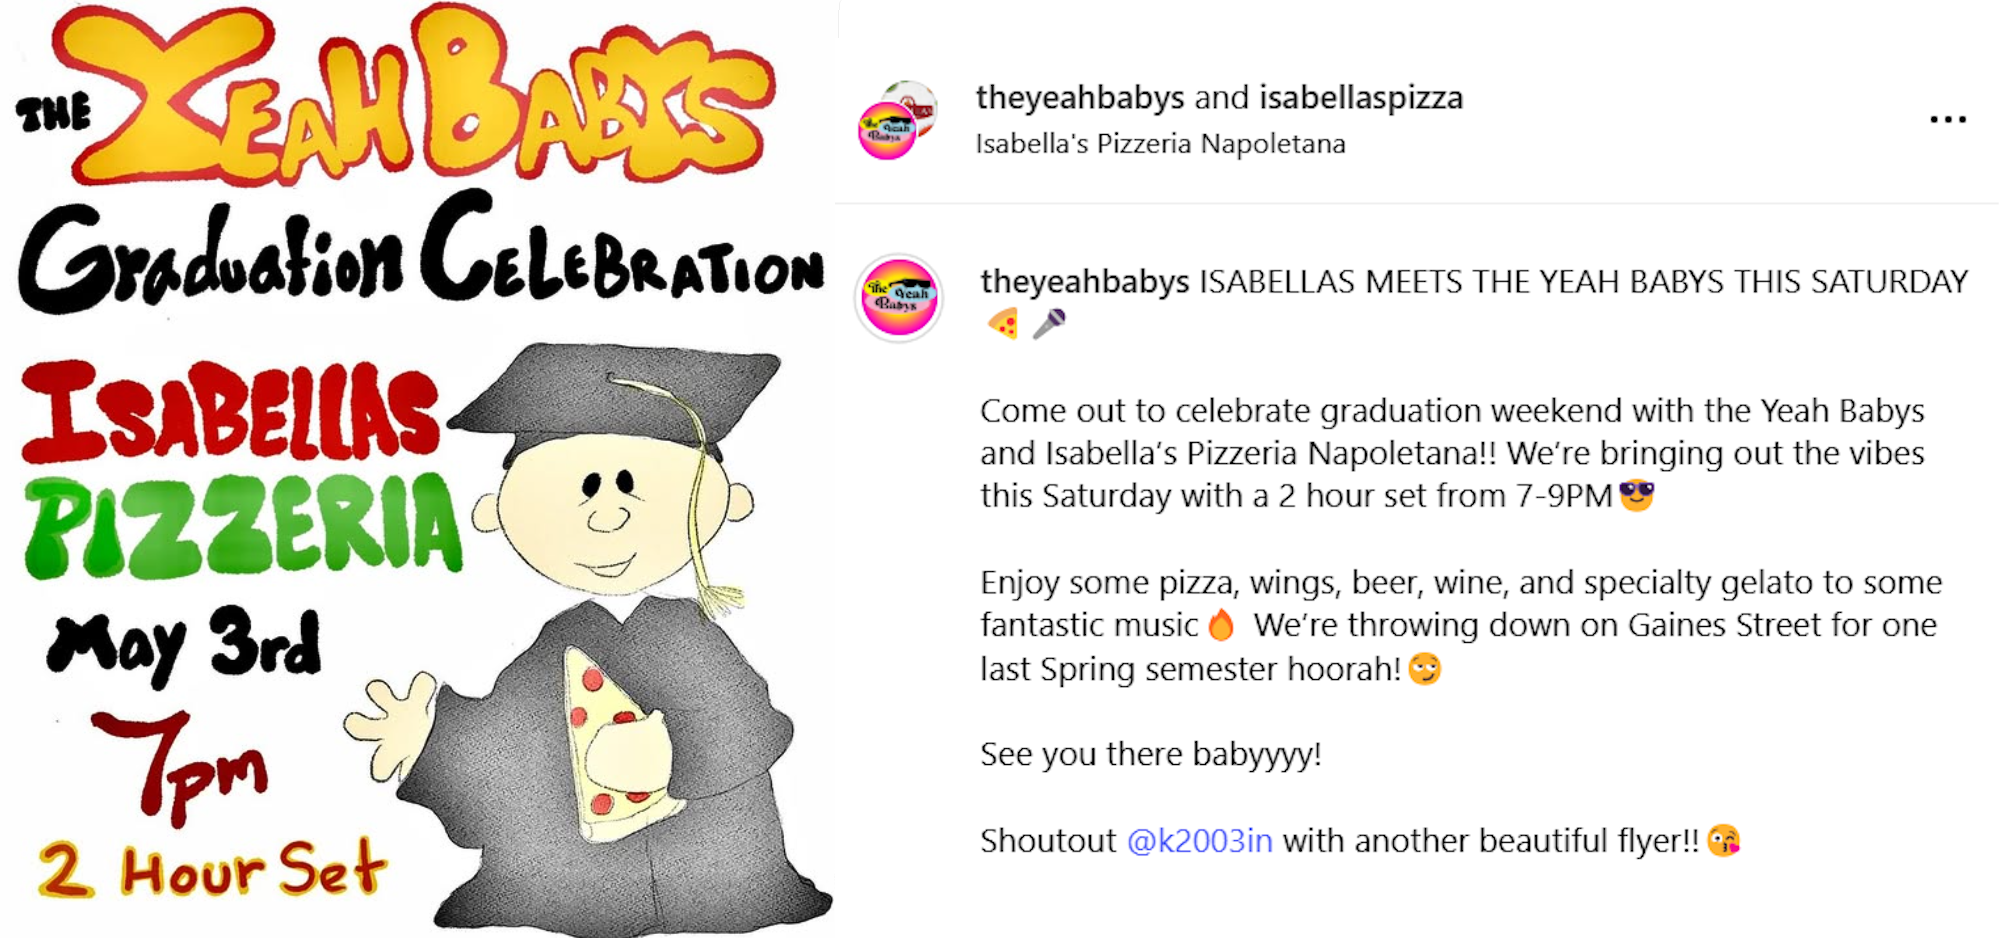 THE YEAH BABYS
Graduation CELEBRATION
ISABELLAS
PIZZERIA
May 3rd
7pm
2 Hour Set
theyeahbabys and isabellaspizza
Isabella's Pizzeria Napoletana
...
The Yeah
Babys
theyeahbabys ISABELLAS MEETS THE YEAH BABYS THIS SATURDAY
🍕🎤
Come out to celebrate graduation weekend with the Yeah Babys
and Isabella’s Pizzeria Napoletana!! We’re bringing out the vibes
this Saturday with a 2 hour set from 7-9PM😎
Enjoy some pizza, wings, beer, wine, and specialty gelato to some
fantastic music🔥 We’re throwing down on Gaines Street for one
last Spring semester hoorah!😏
See you there babyyyy!
Shoutout @k2003in with another beautiful flyer!!😘